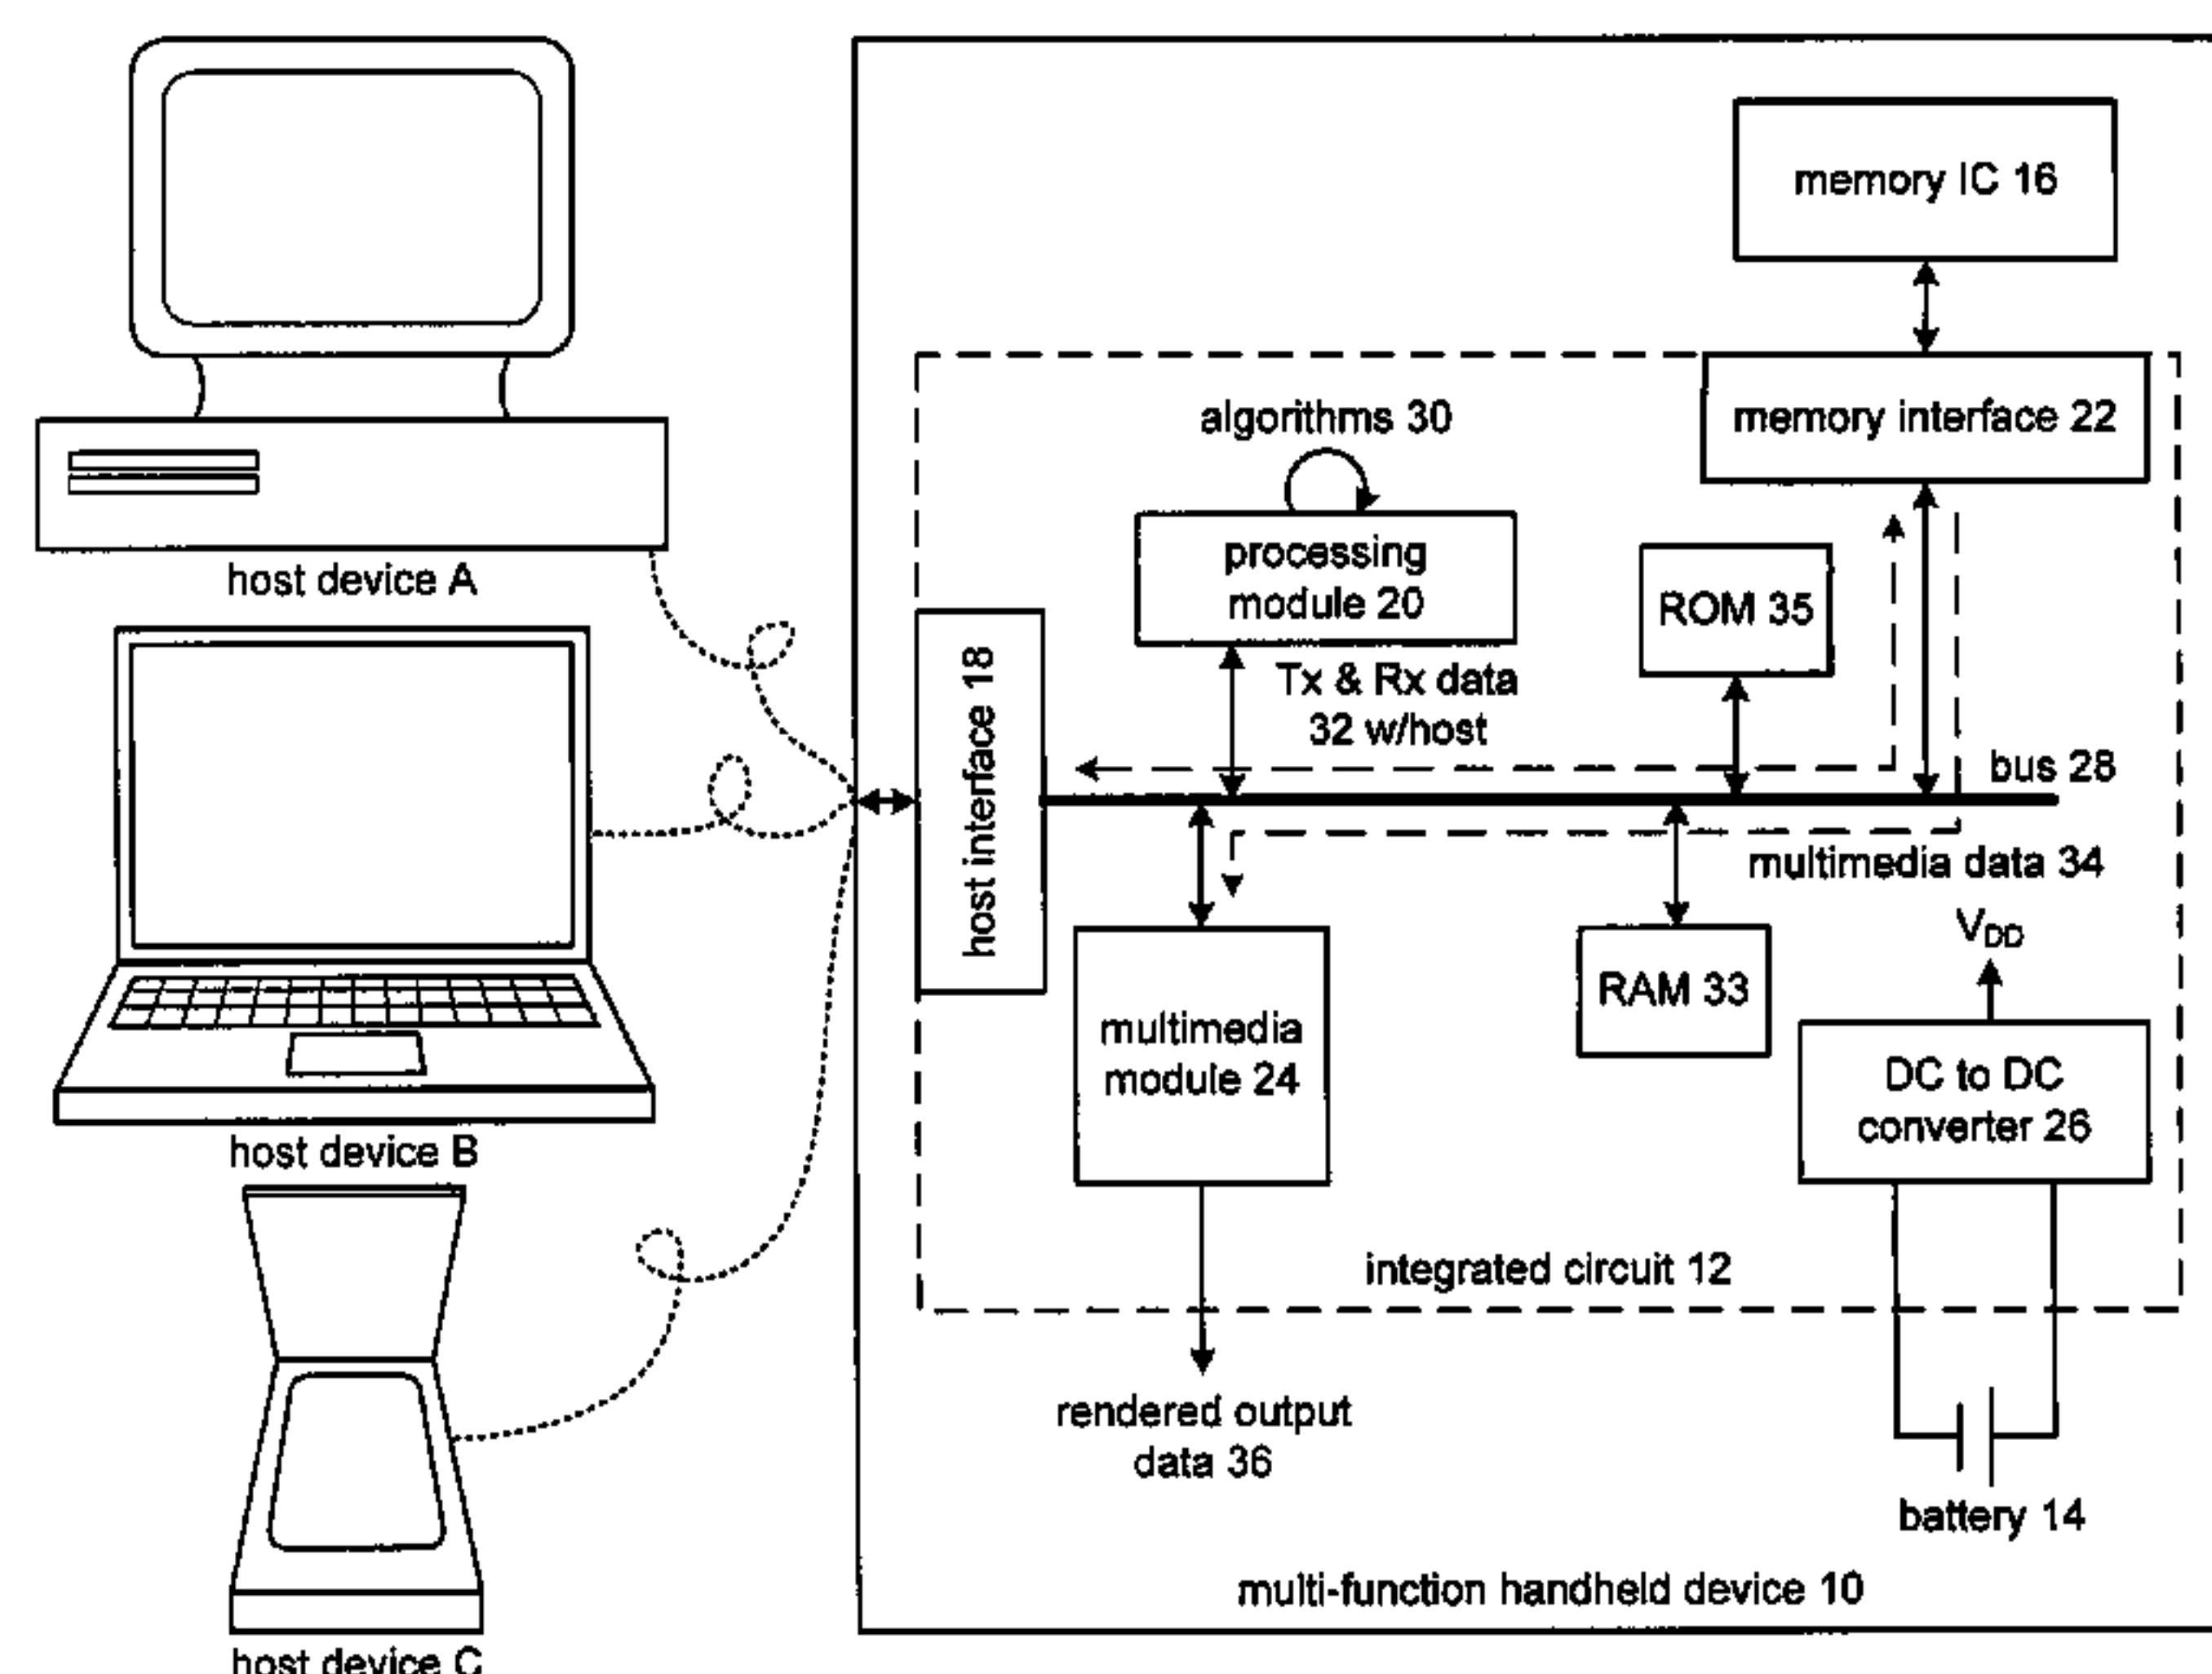 memory IC 16
algorithms 30
memory interface 22
processing
module 20
host device A
ROM 35
host interface 18
Tx & Rx data
32 w/host
bus 28
multimedia data 34
VDD
RAM 33
multimedia
module 24
DC to DC
converter 26
host device B
integrated circuit 12
rendered output
data 36
battery 14
multi-function handheld device 10
host device C